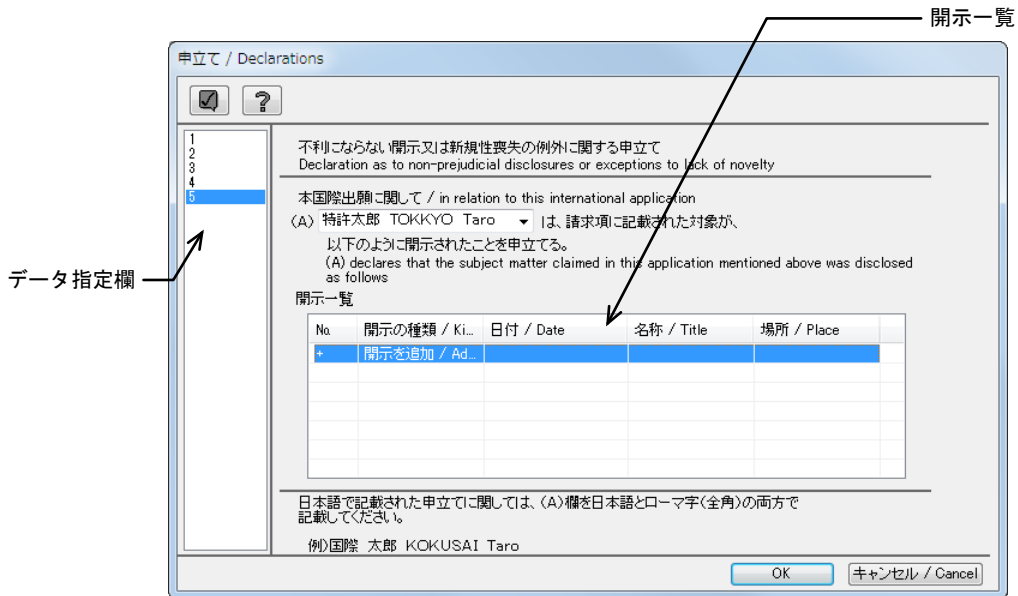 開示一覧
申立て / Declarations
1
2
3
4
5
データ指定欄
不利にならない開示又は新規性喪失の例外に関する申立て
Declaration as to non-prejudicial disclosures or exceptions to lack of novelty
本国際出願に関して / in relation to this international application
(A) 特許太郎 TOKKYO Taro は、請求項に記載された対象が、
以下のように開示されたことを申立てる。
(A) declares that the subject matter claimed in this application mentioned above was disclosed
as follows
開示一覧
No. 開示の種類 / Ki... 日付 / Date 名称 / Title 場所 / Place
+ 開示を追加 / Ad...
日本語で記載された申立てに関しては、(A)欄を日本語とローマ字(全角)の両方で
記載してください。
例)国際 太郎 KOKUSAI Taro
OK キャンセル / Cancel